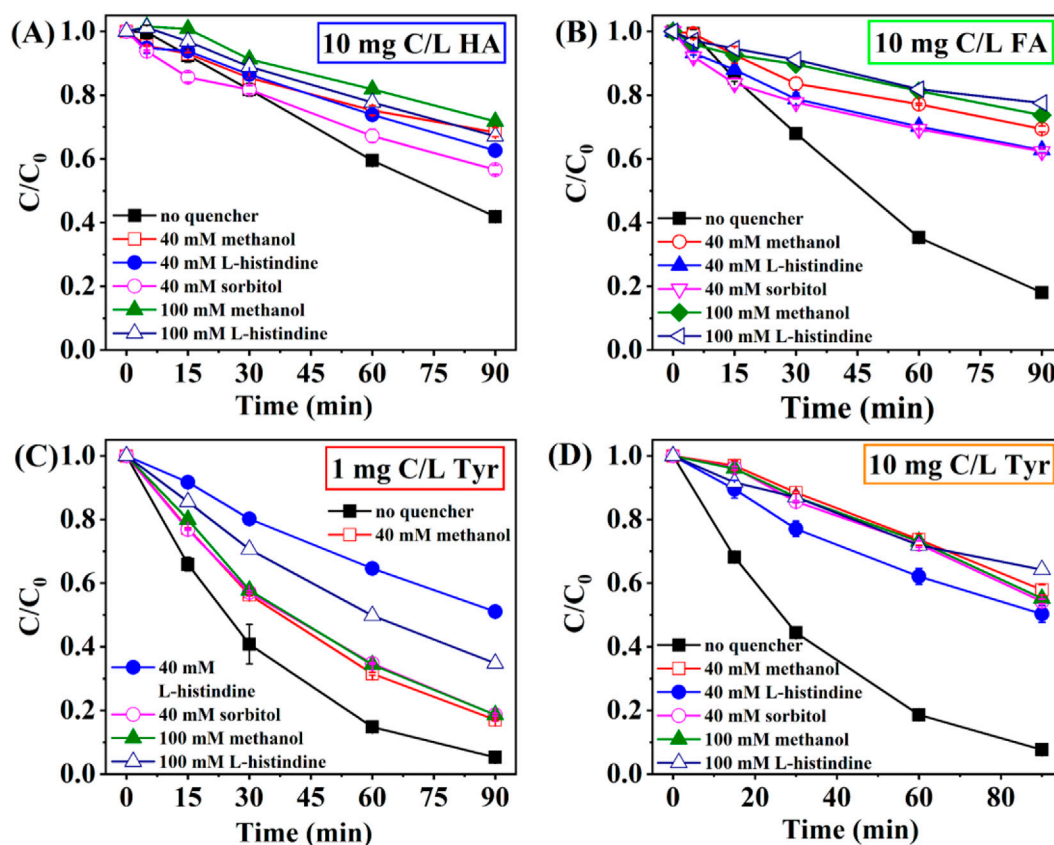 (A)
10 mg C/L HA
C/C0
1.0
0.8
0.6
0.4
0.2
0.0
no quencher
40 mM methanol
40 mM L-histindine
40 mM sorbitol
100 mM methanol
100 mM L-histindine
0 15 30 45 60 75 90
Time (min)
(B)
10 mg C/L FA
C/C0
1.0
0.8
0.6
0.4
0.2
0.0
no quencher
40 mM methanol
40 mM L-histindine
40 mM sorbitol
100 mM methanol
100 mM L-histindine
0 15 30 45 60 75 90
Time (min)
(C)
1 mg C/L Tyr
C/C0
1.0
0.8
0.6
0.4
0.2
0.0
no quencher
40 mM methanol
40 mM
L-histindine
40 mM sorbitol
100 mM methanol
100 mM L-histindine
0 15 30 45 60 75 90
Time (min)
(D)
10 mg C/L Tyr
C/C0
1.0
0.8
0.6
0.4
0.2
0.0
no quencher
40 mM methanol
40 mM L-histindine
40 mM sorbitol
100 mM methanol
100 mM L-histindine
0 20 40 60 80
Time (min)